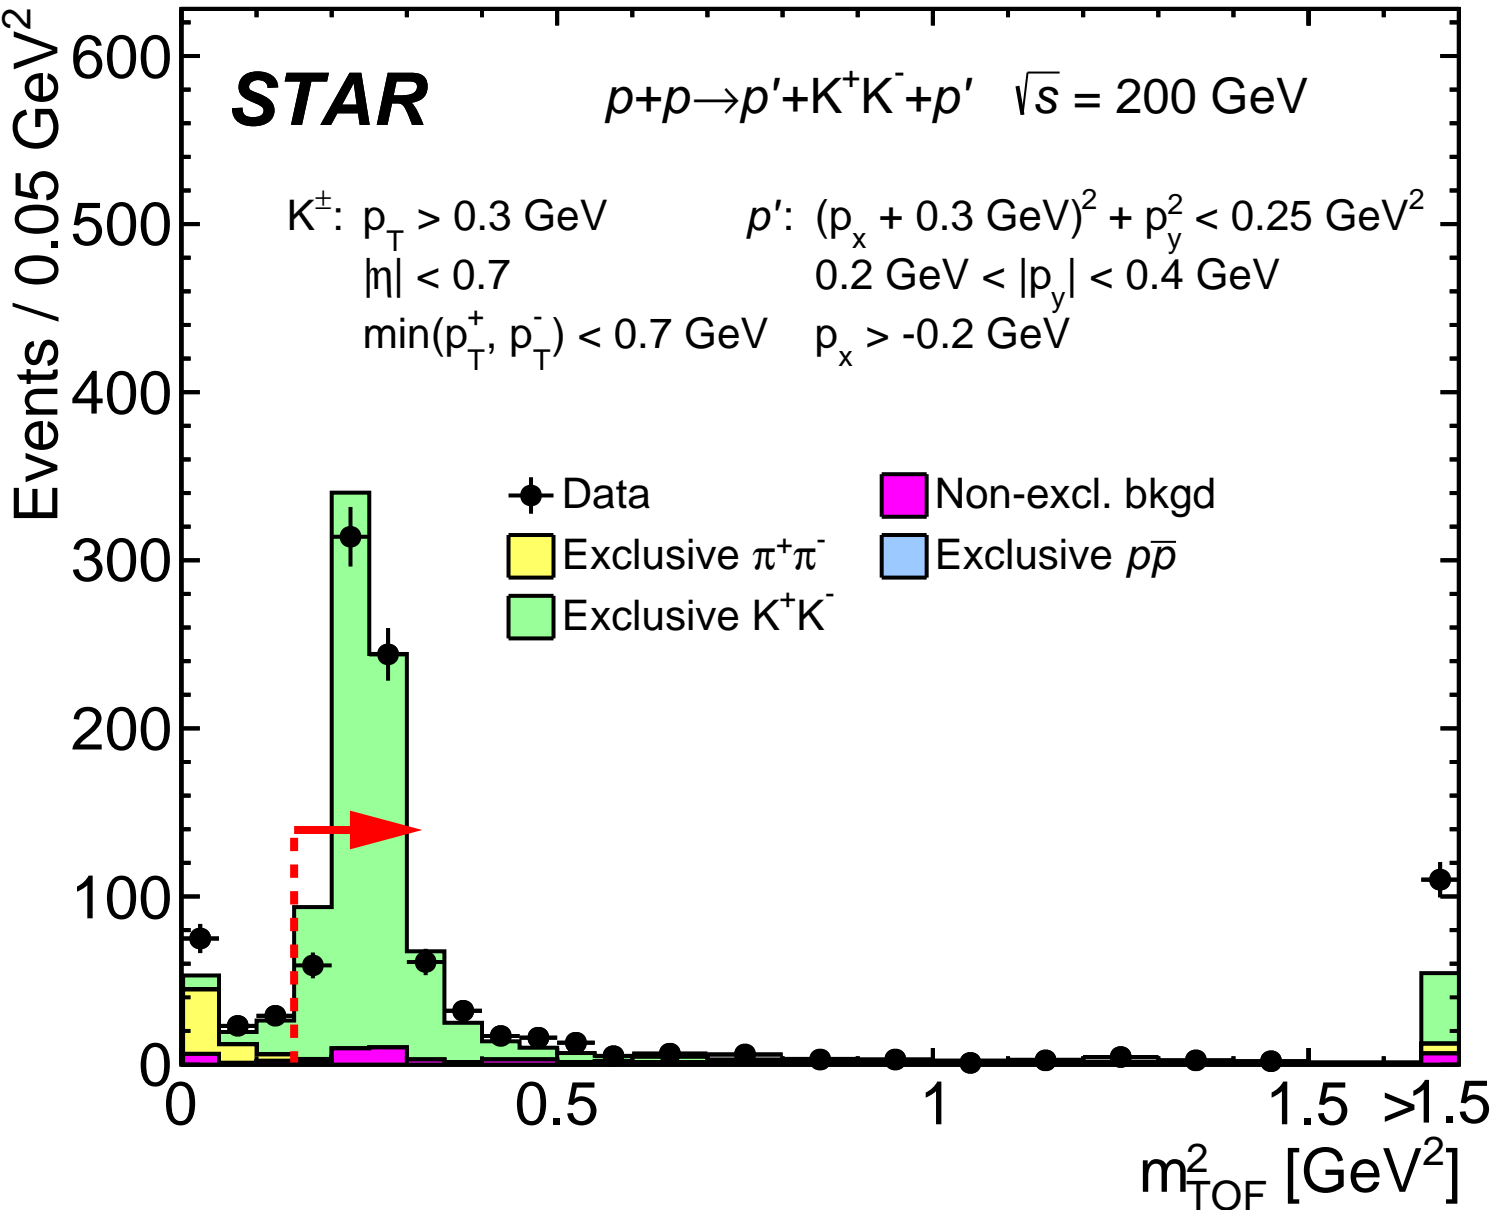 Events / 0.05 GeV²
600
500
400
300
200
100
0
STAR
p+p→p′+K⁺K⁻+p′ √s = 200 GeV
K±: p_T > 0.3 GeV
|η| < 0.7
min(p_T⁺, p_T⁻) < 0.7 GeV
p′: (p_x + 0.3 GeV)² + p_y² < 0.25 GeV²
0.2 GeV < |p_y| < 0.4 GeV
p_x > -0.2 GeV
Data
Exclusive π⁺π⁻
Exclusive K⁺K⁻
Non-excl. bkgd
Exclusive pp̅
0 0.5 1 1.5 >1.5
m²_TOF [GeV²]